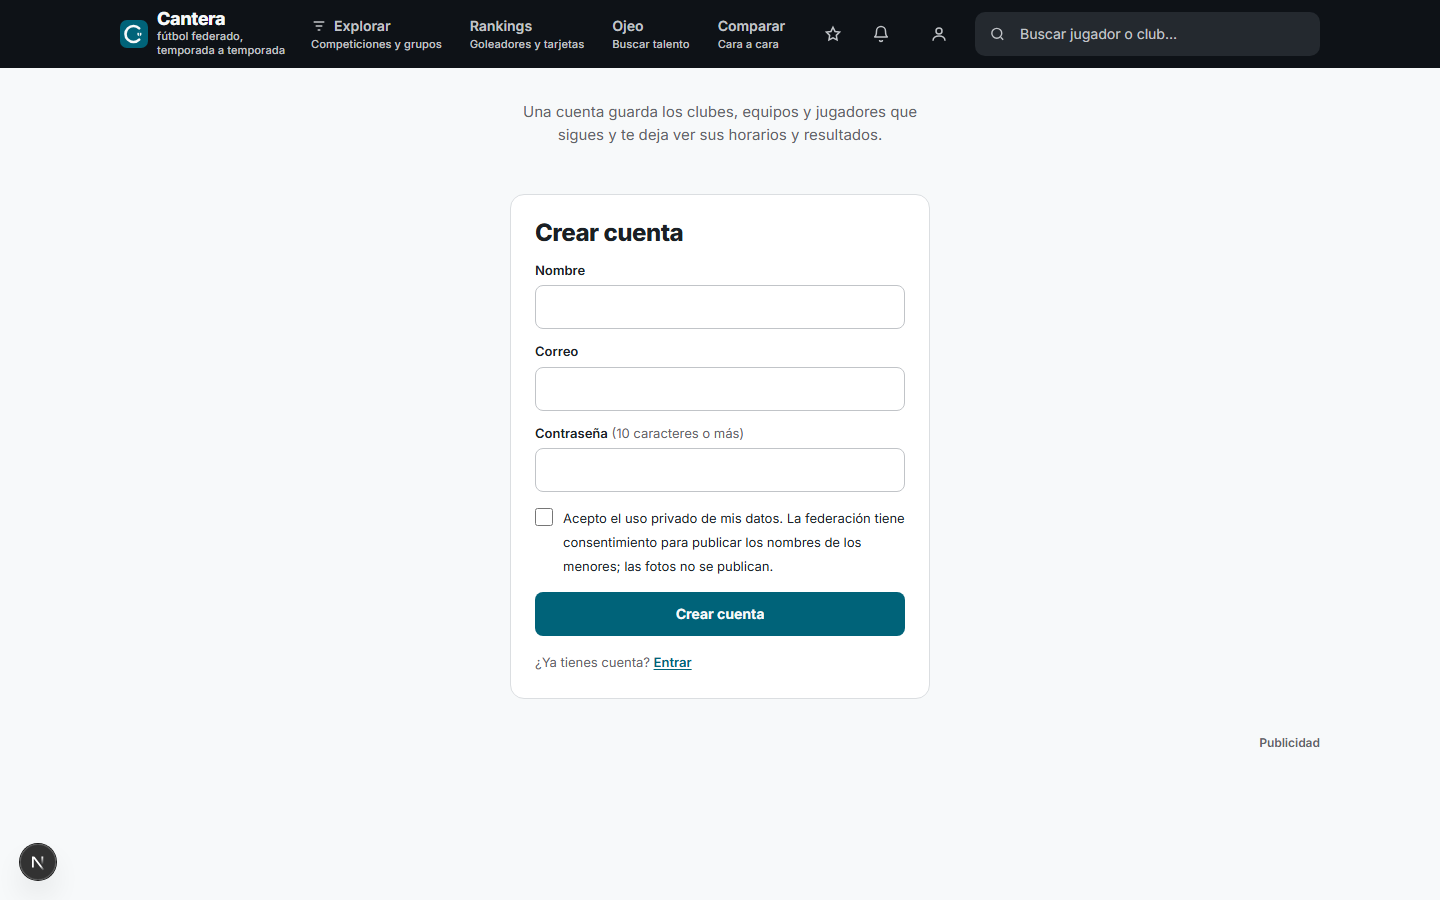 Cantera
fútbol federado,
temporada a temporada
Explorar
Competiciones y grupos
Rankings
Goleadores y tarjetas
Ojeo
Buscar talento
Comparar
Cara a cara
Buscar jugador o club...
Una cuenta guarda los clubes, equipos y jugadores que
sigues y te deja ver sus horarios y resultados.
Crear cuenta
Nombre
Correo
Contraseña (10 caracteres o más)
Acepto el uso privado de mis datos. La federación tiene
consentimiento para publicar los nombres de los
menores; las fotos no se publican.
Crear cuenta
¿Ya tienes cuenta? Entrar
Publicidad
N